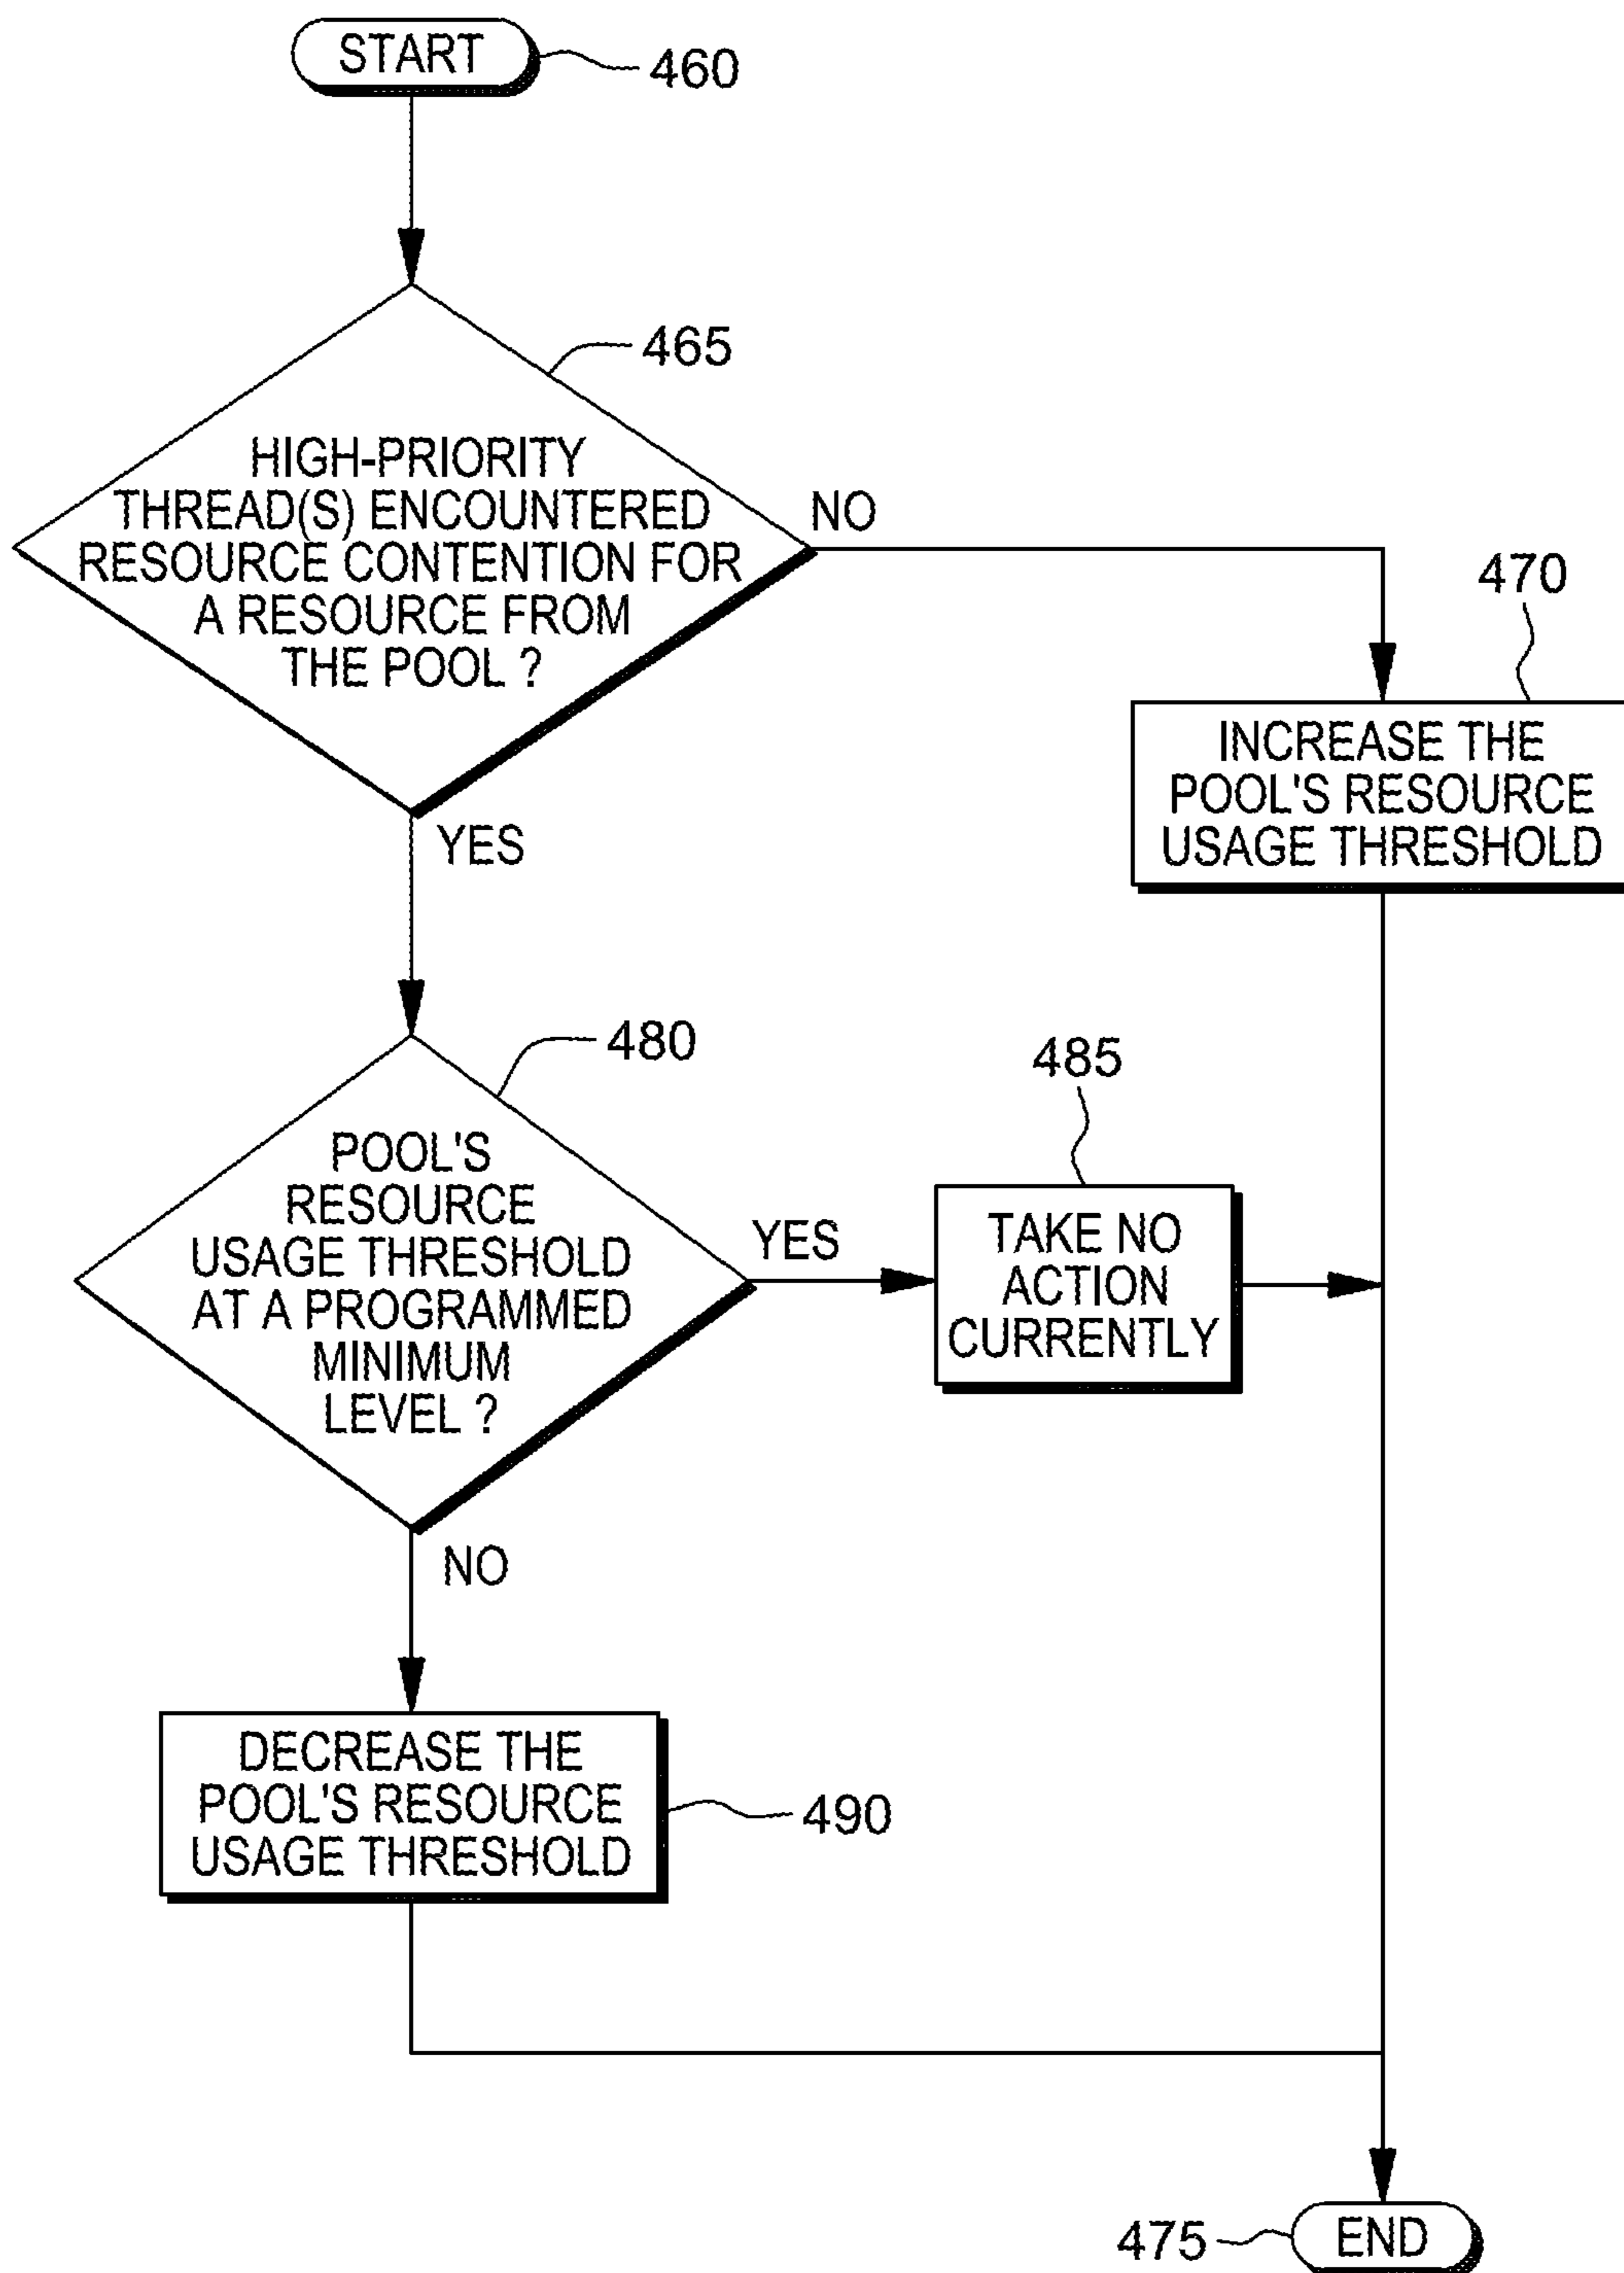 START
460
465
HIGH-PRIORITY
THREAD(S) ENCOUNTERED
RESOURCE CONTENTION FOR
A RESOURCE FROM
THE POOL ?
NO
470
INCREASE THE
POOL'S RESOURCE
USAGE THRESHOLD
YES
480
POOL'S
RESOURCE
USAGE THRESHOLD
AT A PROGRAMMED
MINIMUM
LEVEL ?
YES
485
TAKE NO
ACTION
CURRENTLY
NO
DECREASE THE
POOL'S RESOURCE
USAGE THRESHOLD
490
475
END